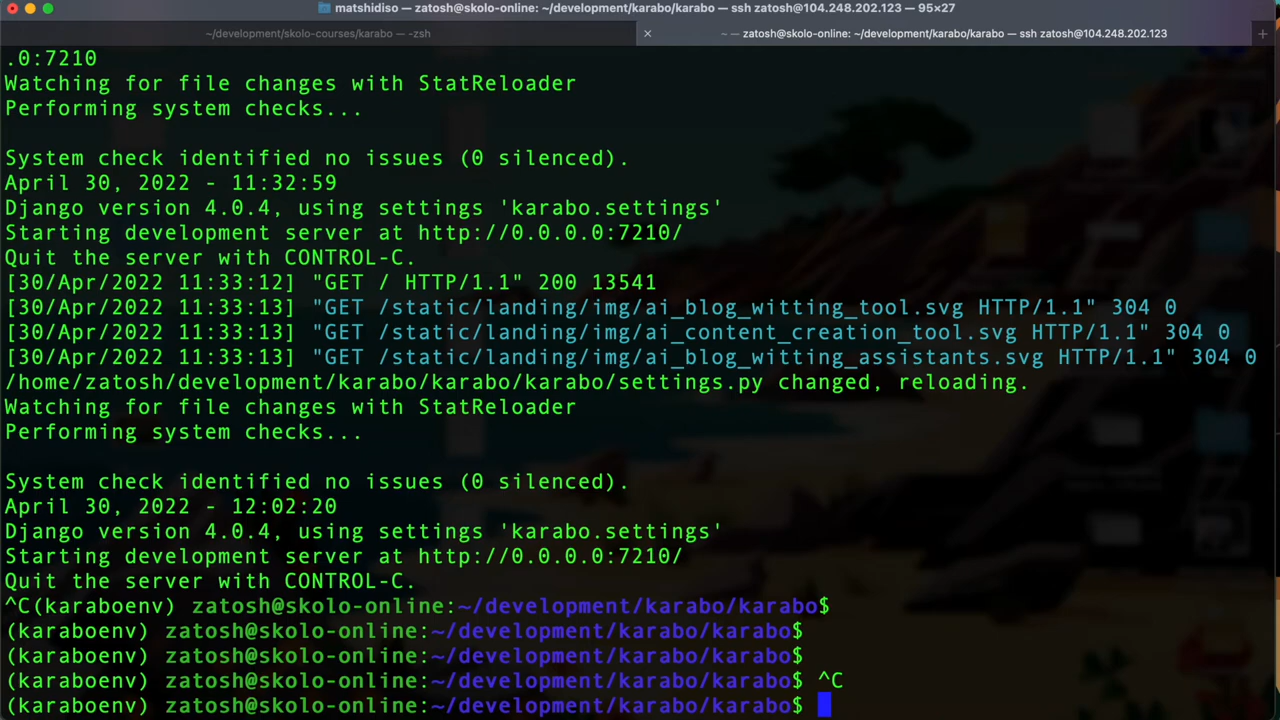 matshidiso — zatosh@skolo-online: ~/development/karabo/karabo — ssh zatosh@104.248.202.123 — 95×27
~/development/skolo-courses/karabo — -zsh
~ — zatosh@skolo-online: ~/development/karabo/karabo — ssh zatosh@104.248.202.123
.0:7210
Watching for file changes with StatReloader
Performing system checks...
System check identified no issues (0 silenced).
April 30, 2022 - 11:32:59
Django version 4.0.4, using settings 'karabo.settings'
Starting development server at http://0.0.0.0:7210/
Quit the server with CONTROL-C.
[30/Apr/2022 11:33:12] "GET / HTTP/1.1" 200 13541
[30/Apr/2022 11:33:13] "GET /static/landing/img/ai_blog_witting_tool.svg HTTP/1.1" 304 0
[30/Apr/2022 11:33:13] "GET /static/landing/img/ai_content_creation_tool.svg HTTP/1.1" 304 0
[30/Apr/2022 11:33:13] "GET /static/landing/img/ai_blog_witting_assistants.svg HTTP/1.1" 304 0
/home/zatosh/development/karabo/karabo/karabo/settings.py changed, reloading.
Watching for file changes with StatReloader
Performing system checks...
System check identified no issues (0 silenced).
April 30, 2022 - 12:02:20
Django version 4.0.4, using settings 'karabo.settings'
Starting development server at http://0.0.0.0:7210/
Quit the server with CONTROL-C.
^C(karaboenv) zatosh@skolo-online:~/development/karabo/karabo$
(karaboenv) zatosh@skolo-online:~/development/karabo/karabo$
(karaboenv) zatosh@skolo-online:~/development/karabo/karabo$
(karaboenv) zatosh@skolo-online:~/development/karabo/karabo$ ^C
(karaboenv) zatosh@skolo-online:~/development/karabo/karabo$